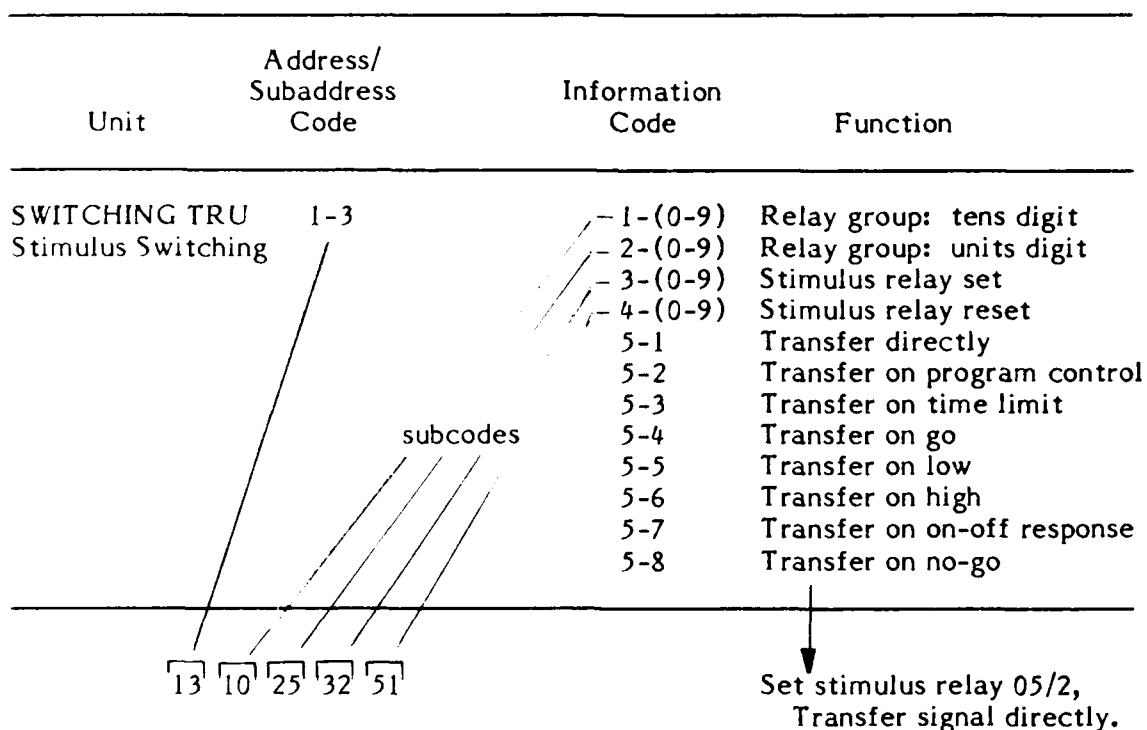 Unit Address/ Subaddress Code Information Code Function
SWITCHING TRU 1-3 - 1-(0-9) Relay group: tens digit
Stimulus Switching - 2-(0-9) Relay group: units digit
- 3-(0-9) Stimulus relay set
- 4-(0-9) Stimulus relay reset
5-1 Transfer directly
5-2 Transfer on program control
5-3 Transfer on time limit
subcodes 5-4 Transfer on go
5-5 Transfer on low
5-6 Transfer on high
5-7 Transfer on on-off response
5-8 Transfer on no-go
13 10 25 32 51
Set stimulus relay 05/2,
Transfer signal directly.